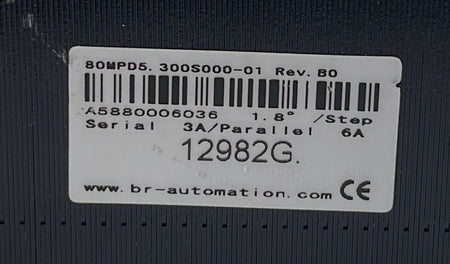 80MPD5.300S000-01 Rev.B0
A5880006036 1.8° /Step
Serial 3A/Parallel 6A
12982G.
www.br-automation.com CE